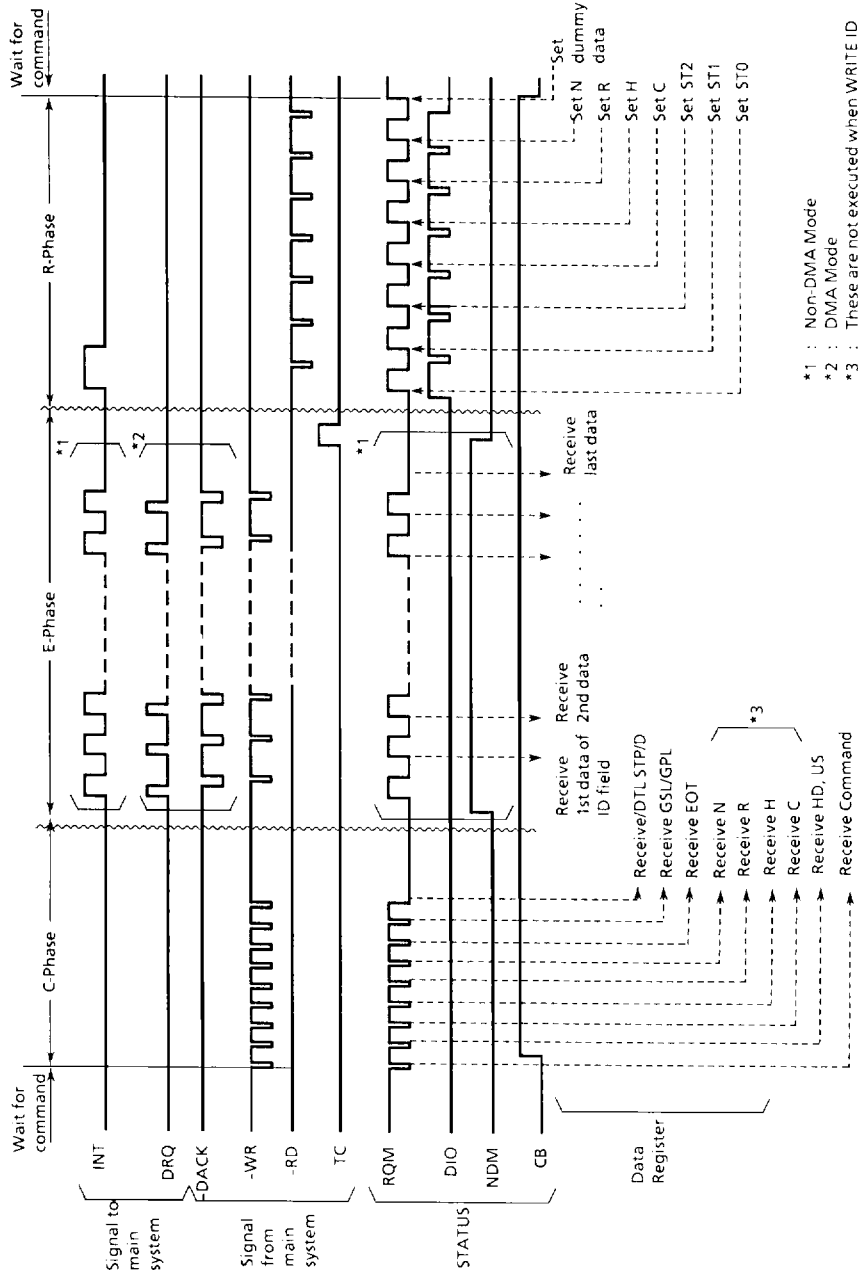 Wait for
command
C-Phase
E-Phase
R-Phase
Wait for
command
Signal to
main
system
INT
DRQ
Signal
from
main
system
-DACK
-WR
-RD
TC
*1
*2
STATUS
RQM
DIO
NDM
CB
*1
Data
Register
Receive/DTL STP/D
Receive GSL/GPL
Receive EOT
Receive N
Receive R
Receive H
Receive C
*3
Receive HD, US
Receive Command
Receive
1st data of
ID field
Receive
2nd data
. . . . . . .
Receive
last data
Set
dummy
data
Set N
Set R
Set H
Set C
Set ST2
Set ST1
Set ST0
*1 : Non-DMA Mode
*2 : DMA Mode
*3 : These are not executed when WRITE ID